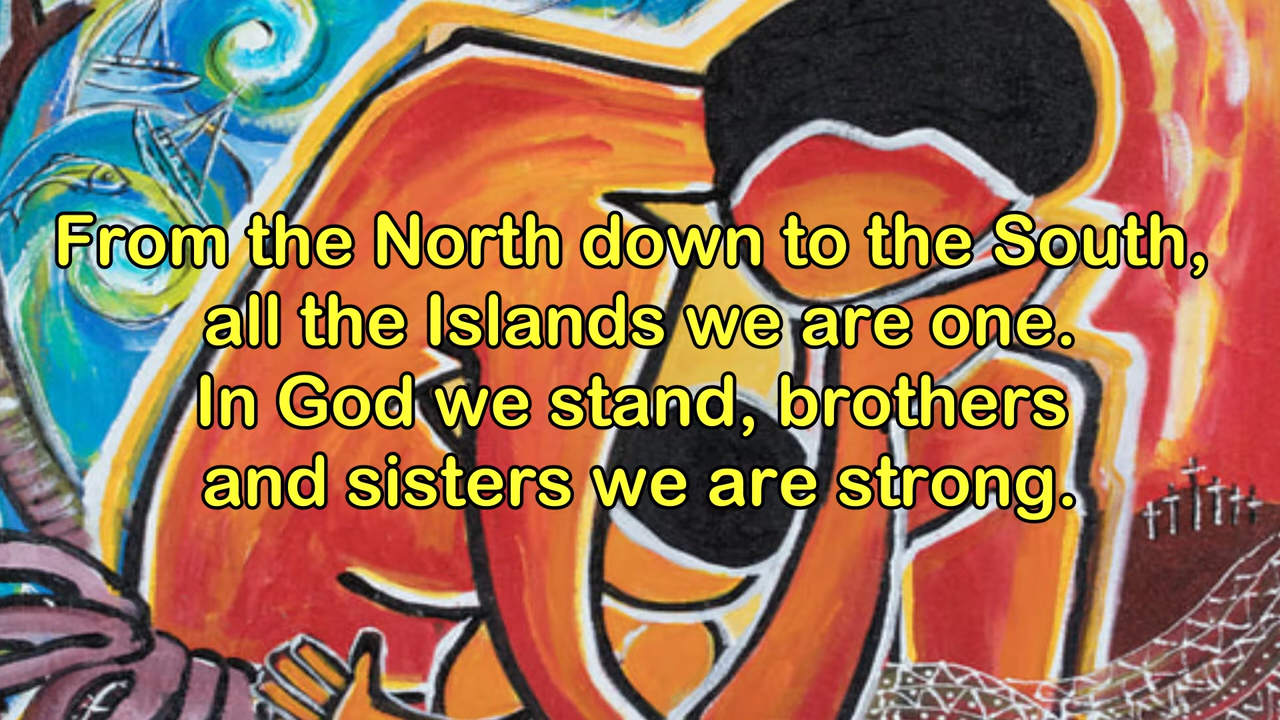 From the North down to the South,
all the Islands we are one.
In God we stand, brothers
and sisters we are strong.